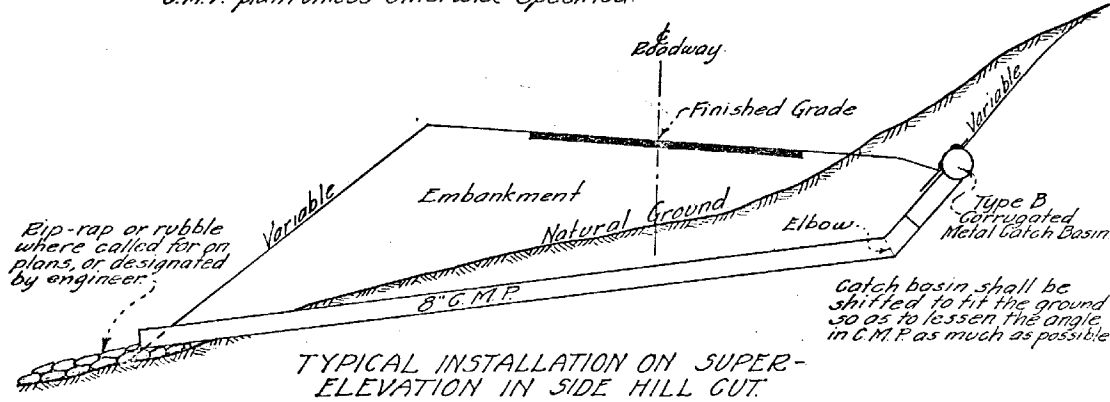 C.M.P. plain unless otherwise specified.
℄
Roadway
Finished Grade
Variable
Variable
Embankment
Natural Ground
Rip-rap or rubble
where called for on
plans, or designated
by engineer.
Elbow
Type B
Corrugated
Metal Catch Basin
8" C.M.P.
Catch basin shall be
shifted to fit the ground
so as to lessen the angle
in C.M.P. as much as possible
TYPICAL INSTALLATION ON SUPER-
ELEVATION IN SIDE HILL CUT.